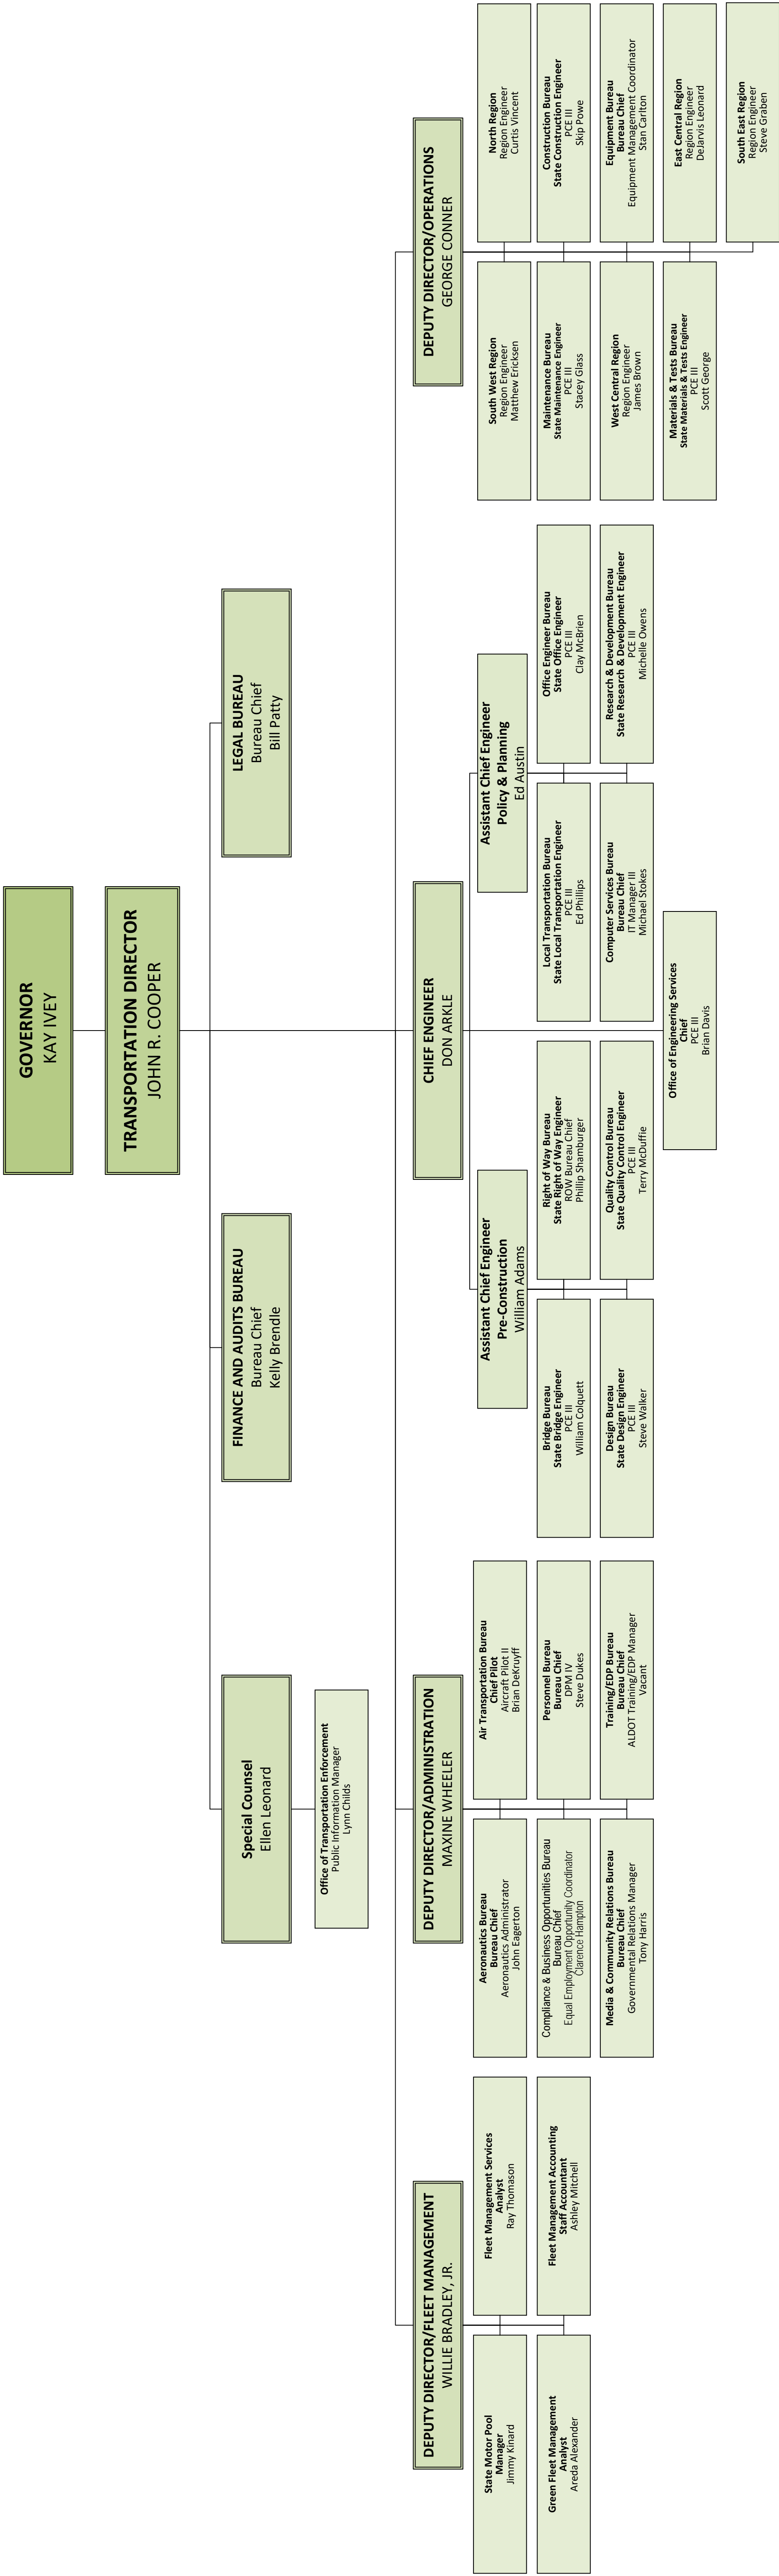 GOVERNOR
KAY IVEY
TRANSPORTATION DIRECTOR
JOHN R. COOPER
Special Counsel
Ellen Leonard
Office of Transportation Enforcement
Public Information Manager
Lynn Childs
FINANCE AND AUDITS BUREAU
Bureau Chief
Kelly Brendle
LEGAL BUREAU
Bureau Chief
Bill Patty
DEPUTY DIRECTOR/FLEET MANAGEMENT
WILLIE BRADLEY, JR.
State Motor Pool
Manager
Jimmy Kinard
Fleet Management Services
Analyst
Ray Thomason
Green Fleet Management
Analyst
Areda Alexander
Fleet Management Accounting
Staff Accountant
Ashley Mitchell
DEPUTY DIRECTOR/ADMINISTRATION
MAXINE WHEELER
Aeronautics Bureau
Bureau Chief
Aeronautics Administrator
John Eagerton
Air Transportation Bureau
Chief Pilot
Aircraft Pilot II
Brian DeKruyff
Compliance & Business Opportunities Bureau
Bureau Chief
Equal Employment Opportunity Coordinator
Clarence Hampton
Personnel Bureau
Bureau Chief
DPM IV
Steve Dukes
Media & Community Relations Bureau
Bureau Chief
Governmental Relations Manager
Tony Harris
Training/EDP Bureau
Bureau Chief
ALDOT Training/EDP Manager
Vacant
CHIEF ENGINEER
DON ARKLE
Assistant Chief Engineer
Pre-Construction
William Adams
Bridge Bureau
State Bridge Engineer
PCE III
William Colquett
Right of Way Bureau
State Right of Way Engineer
ROW Bureau Chief
Phillip Shamburger
Design Bureau
State Design Engineer
PCE III
Steve Walker
Quality Control Bureau
State Quality Control Engineer
PCE III
Terry McDuffie
Assistant Chief Engineer
Policy & Planning
Ed Austin
Local Transportation Bureau
State Local Transportation Engineer
PCE III
Ed Phillips
Office Engineer Bureau
State Office Engineer
PCE III
Clay McBrien
Computer Services Bureau
Bureau Chief
IT Manager III
Michael Stokes
Research & Development Bureau
State Research & Development Engineer
PCE III
Michelle Owens
Office of Engineering Services
Chief
PCE III
Brian Davis
DEPUTY DIRECTOR/OPERATIONS
GEORGE CONNER
South West Region
Region Engineer
Matthew Ericksen
North Region
Region Engineer
Curtis Vincent
Maintenance Bureau
State Maintenance Engineer
PCE III
Stacey Glass
Construction Bureau
State Construction Engineer
PCE III
Skip Powe
West Central Region
Region Engineer
James Brown
Equipment Bureau
Bureau Chief
Equipment Management Coordinator
Stan Carlton
Materials & Tests Bureau
State Materials & Tests Engineer
PCE III
Scott George
East Central Region
Region Engineer
DeJarvis Leonard
South East Region
Region Engineer
Steve Graben